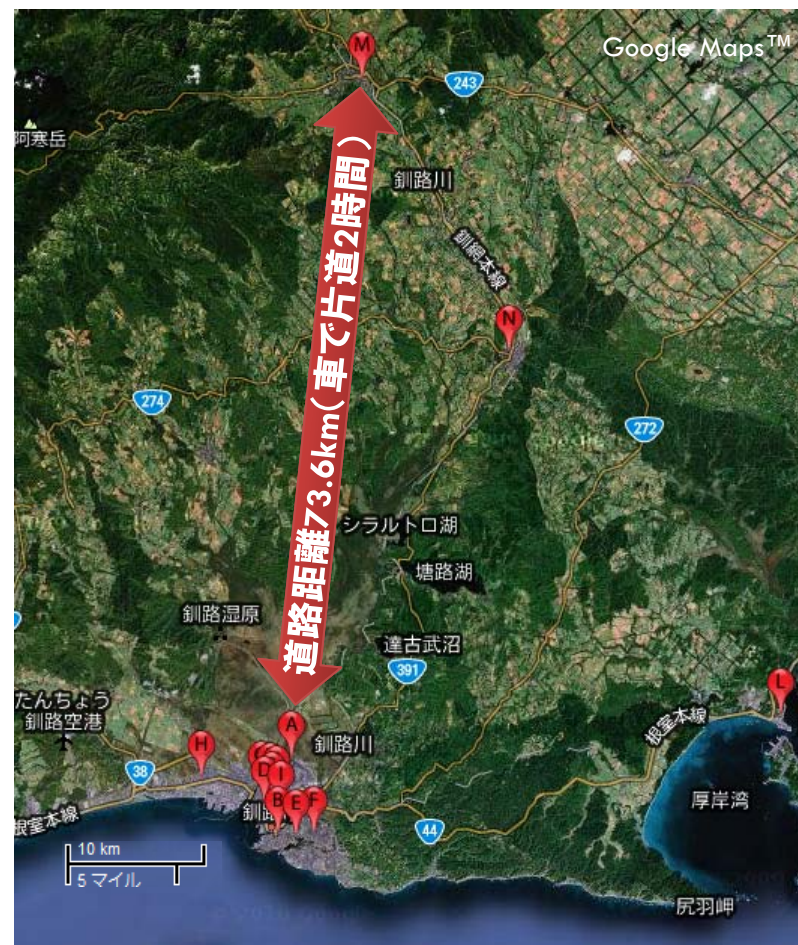 Google Maps™
M
243
阿寒岳
釧路川
釧網本線
N
道路距離73.6km(車で片道2時間)
274
272
シラルトロ湖
塘路湖
釧路湿原
達古武沼
391
L
たんちょう
釧路空港
A
H
釧路川
根室本線
D
I
38
B
E
F
釧路
厚岸湾
根室本線
44
10 km
5 マイル
尻羽岬